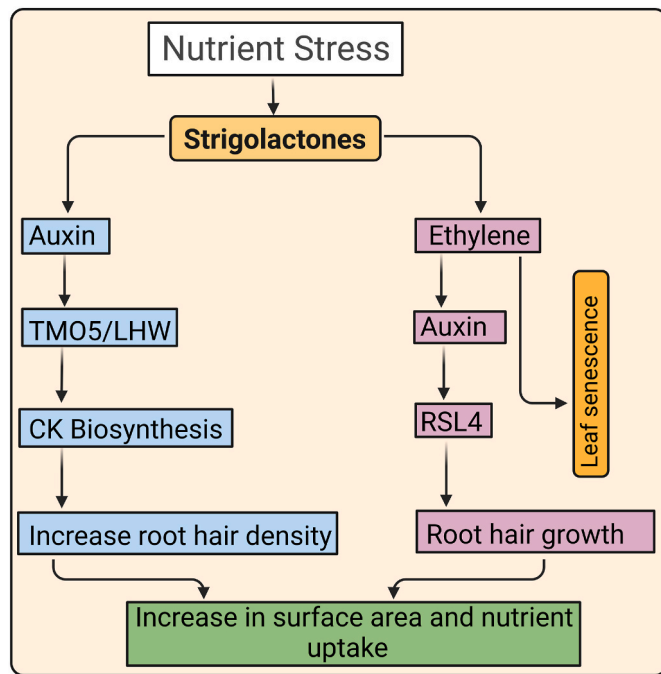 Nutrient Stress
Strigolactones
Auxin
Ethylene
TMO5/LHW
Auxin
Leaf senescence
CK Biosynthesis
RSL4
Increase root hair density
Root hair growth
Increase in surface area and nutrient
uptake